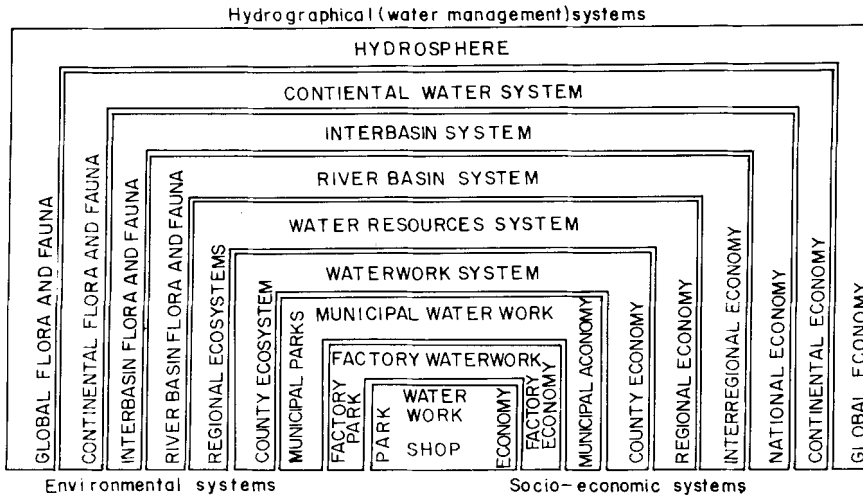 Hydrographical (water management) systems
HYDROSPHERE
CONTIENTAL WATER SYSTEM
INTERBASIN SYSTEM
RIVER BASIN SYSTEM
WATER RESOURCES SYSTEM
WATERWORK SYSTEM
MUNICIPAL WATER WORK
FACTORY WATERWORK
WATER
WORK
SHOP
GLOBAL FLORA AND FAUNA
CONTINENTAL FLORA AND FAUNA
INTERBASIN FLORA AND FAUNA
RIVER BASIN FLORA AND FAUNA
REGIONAL ECOSYSTEMS
COUNTY ECOSYSTEM
MUNICIPAL PARKS
FACTORY
PARK
PARK
ECONOMY
FACTORY
ECONOMY
MUNICIPAL ACONOMY
COUNTY ECONOMY
REGIONAL ECONOMY
INTERREGIONAL ECONOMY
NATIONAL ECONOMY
CONTINENTAL ECONOMY
GLOBAL ECONOMY
Environmental systems
Socio-economic systems